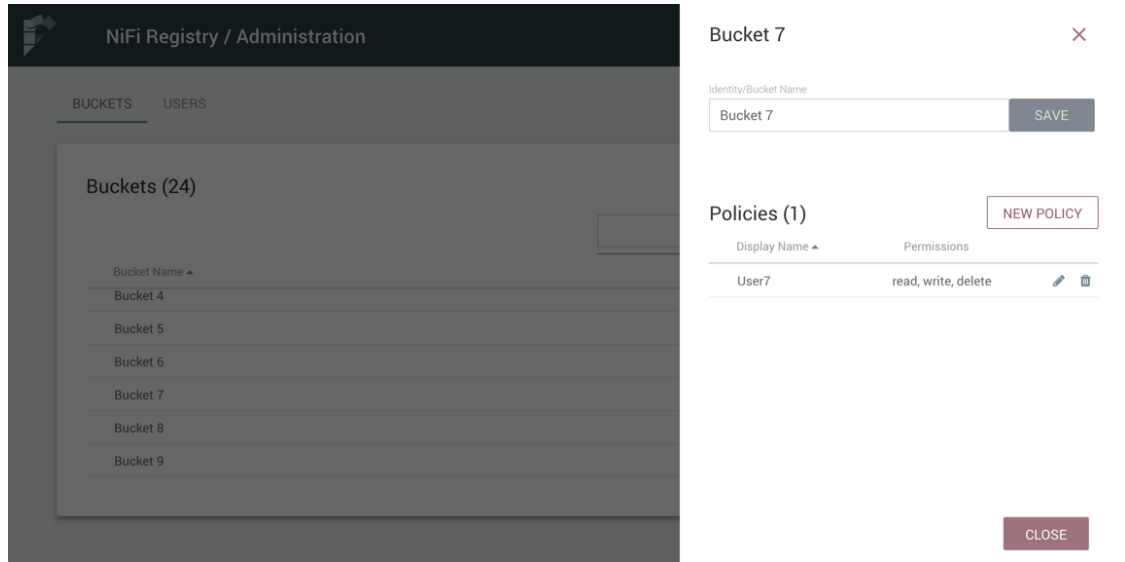 NiFi Registry / Administration
BUCKETS USERS
Buckets (24)
Bucket Name
Bucket 4
Bucket 5
Bucket 6
Bucket 7
Bucket 8
Bucket 9
Bucket 7
Identity/Bucket Name
Bucket 7 SAVE
Policies (1) NEW POLICY
Display Name Permissions
User7 read, write, delete
CLOSE